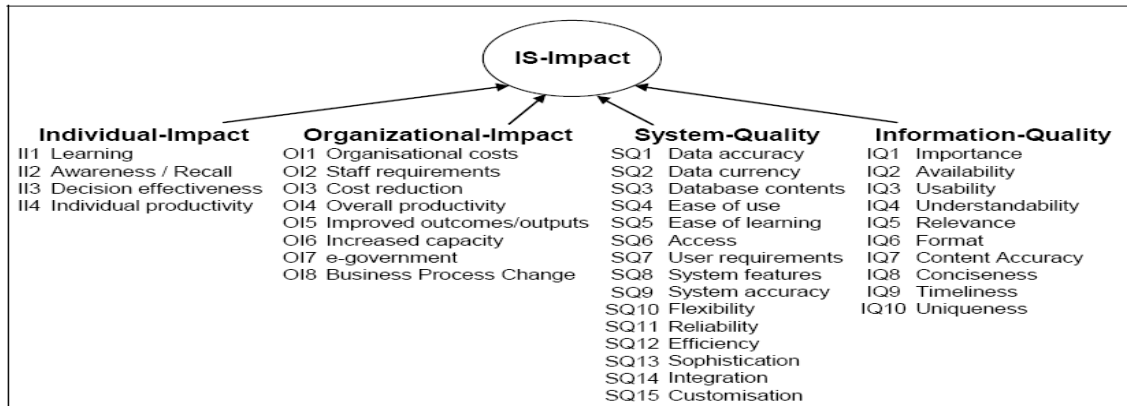 IS-Impact
Individual-Impact
II1 Learning
II2 Awareness / Recall
II3 Decision effectiveness
II4 Individual productivity
Organizational-Impact
OI1 Organisational costs
OI2 Staff requirements
OI3 Cost reduction
OI4 Overall productivity
OI5 Improved outcomes/outputs
OI6 Increased capacity
OI7 e-government
OI8 Business Process Change
System-Quality
SQ1 Data accuracy
SQ2 Data currency
SQ3 Database contents
SQ4 Ease of use
SQ5 Ease of learning
SQ6 Access
SQ7 User requirements
SQ8 System features
SQ9 System accuracy
SQ10 Flexibility
SQ11 Reliability
SQ12 Efficiency
SQ13 Sophistication
SQ14 Integration
SQ15 Customisation
Information-Quality
IQ1 Importance
IQ2 Availability
IQ3 Usability
IQ4 Understandability
IQ5 Relevance
IQ6 Format
IQ7 Content Accuracy
IQ8 Conciseness
IQ9 Timeliness
IQ10 Uniqueness